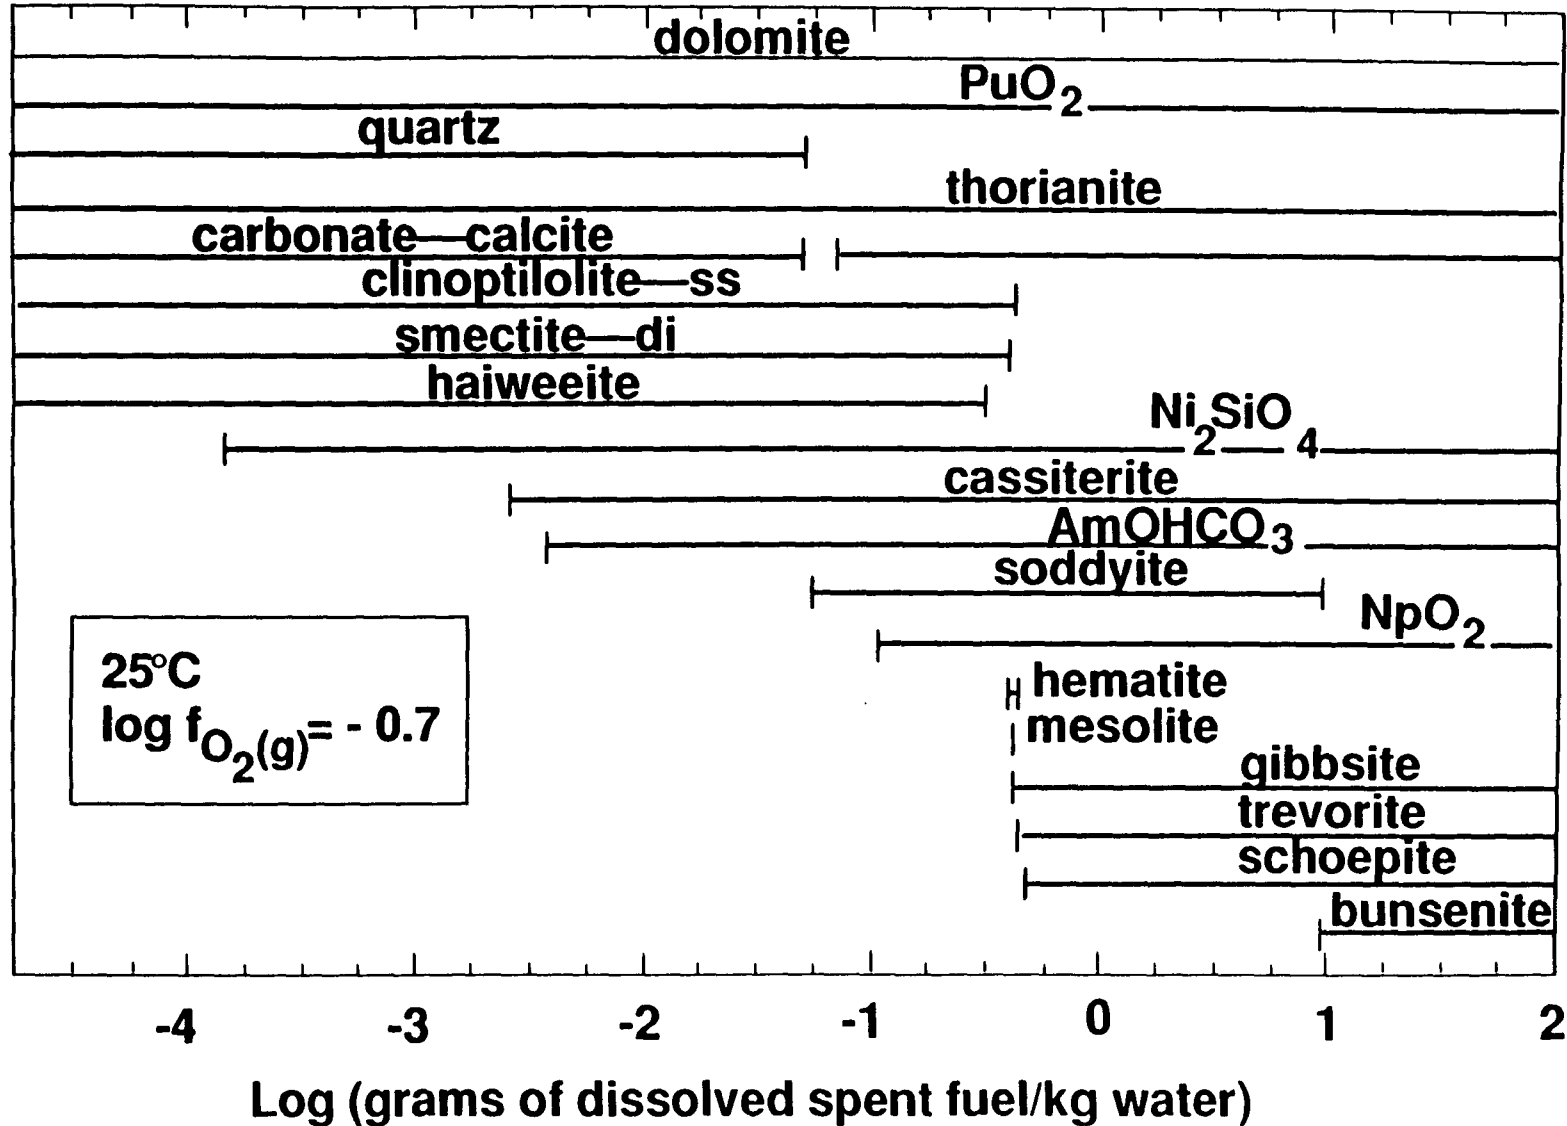 dolomite
PuO2
quartz
thorianite
carbonate—calcite
clinoptilolite—ss
smectite—di
haiweeite
Ni2SiO4
cassiterite
AmOHCO3
soddyite
NpO2
25°C
log fO2(g)= - 0.7
hematite
mesolite
gibbsite
trevorite
schoepite
bunsenite
-4 -3 -2 -1 0 1 2
Log (grams of dissolved spent fuel/kg water)